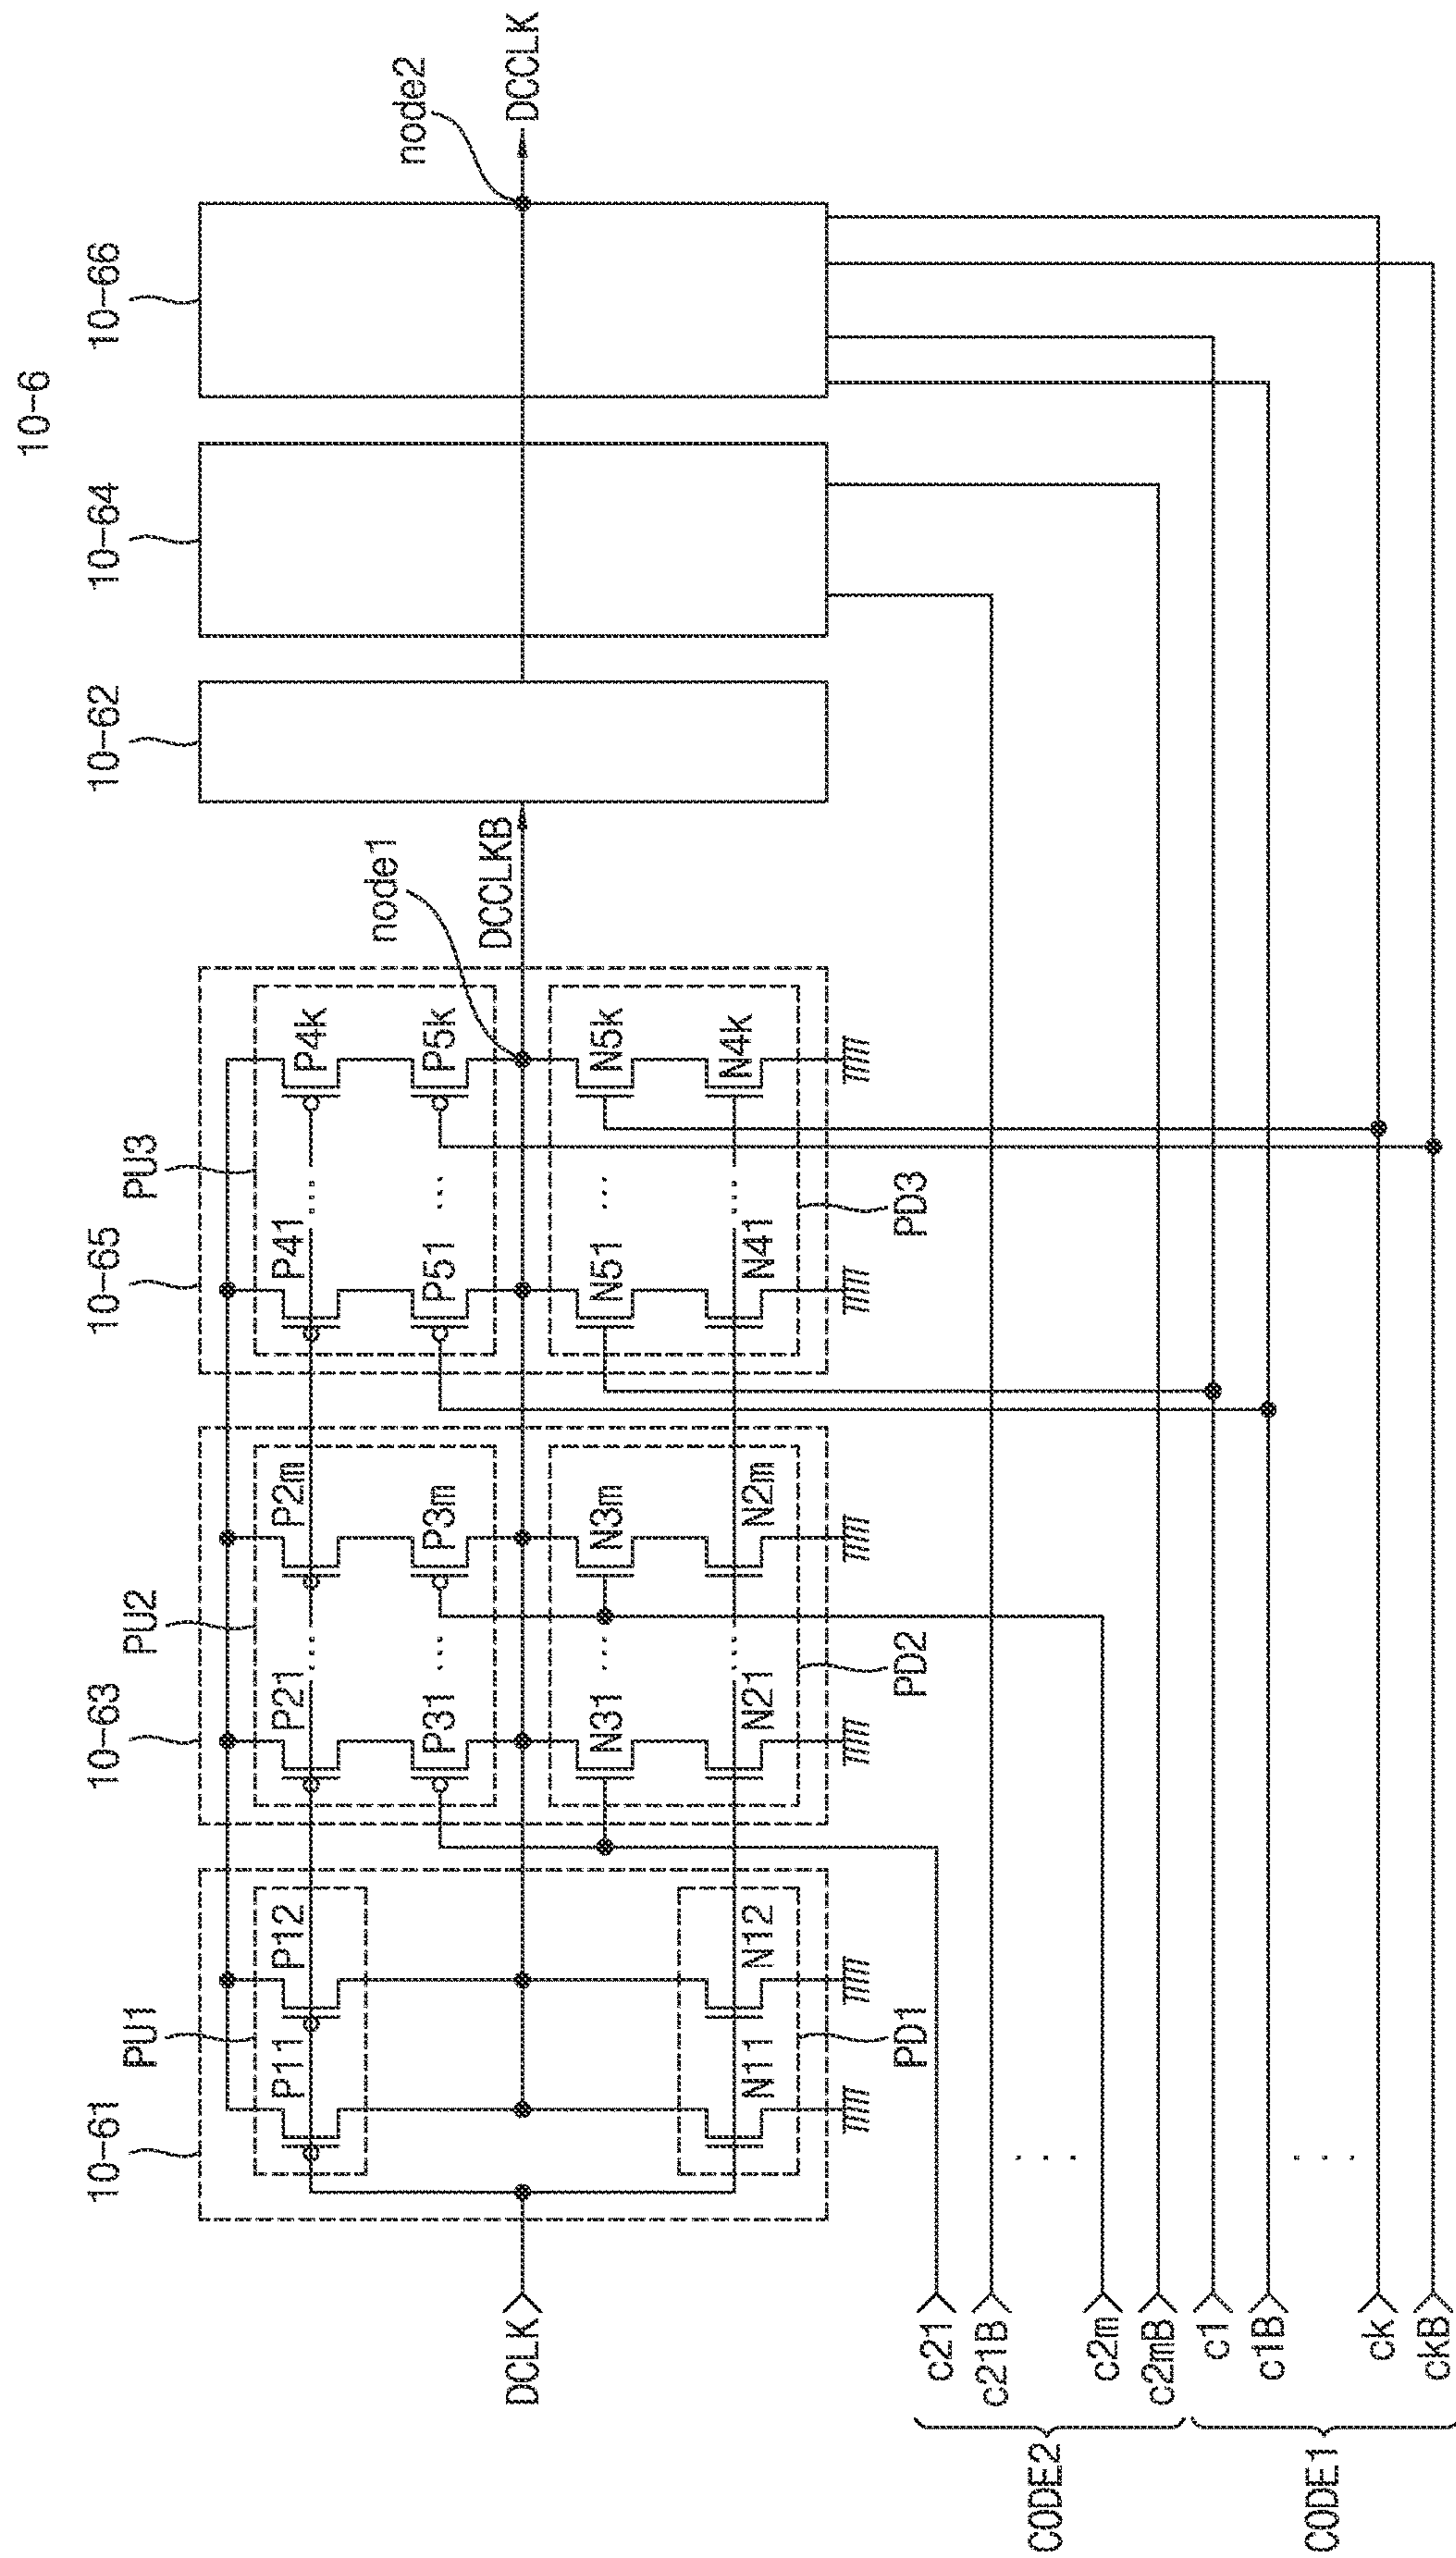 10-6
10-61
10-63
10-65
10-62
10-64
10-66
PU1
PU2
PU3
P11
P12
P21
...
P2m
P41
...
P4k
P31
...
P3m
P51
...
P5k
node1
node2
DCLK
DCCLKB
DCCLK
N31
...
N3m
N51
...
N5k
N11
N12
N21
...
N2m
N41
...
N4k
PD1
PD2
PD3
CODE2
c21
c21B
...
c2m
c2mB
CODE1
c1
c1B
...
ck
ckB